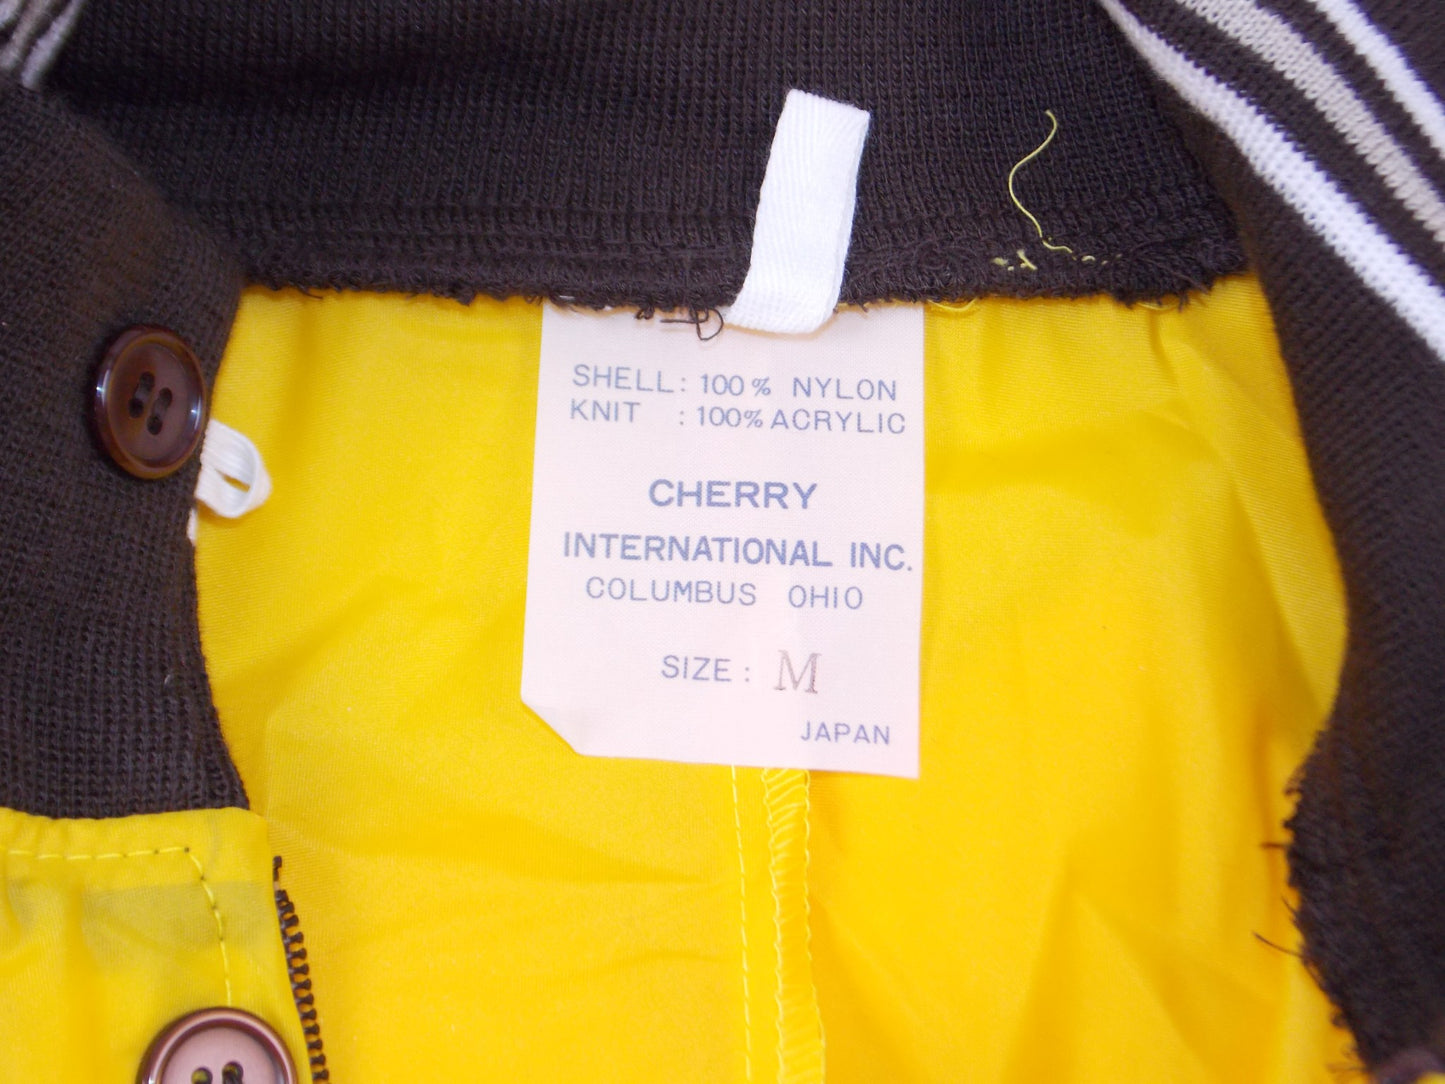 SHELL: 100% NYLON
KNIT : 100% ACRYLIC
CHERRY
INTERNATIONAL INC.
COLUMBUS OHIO
SIZE: M
JAPAN